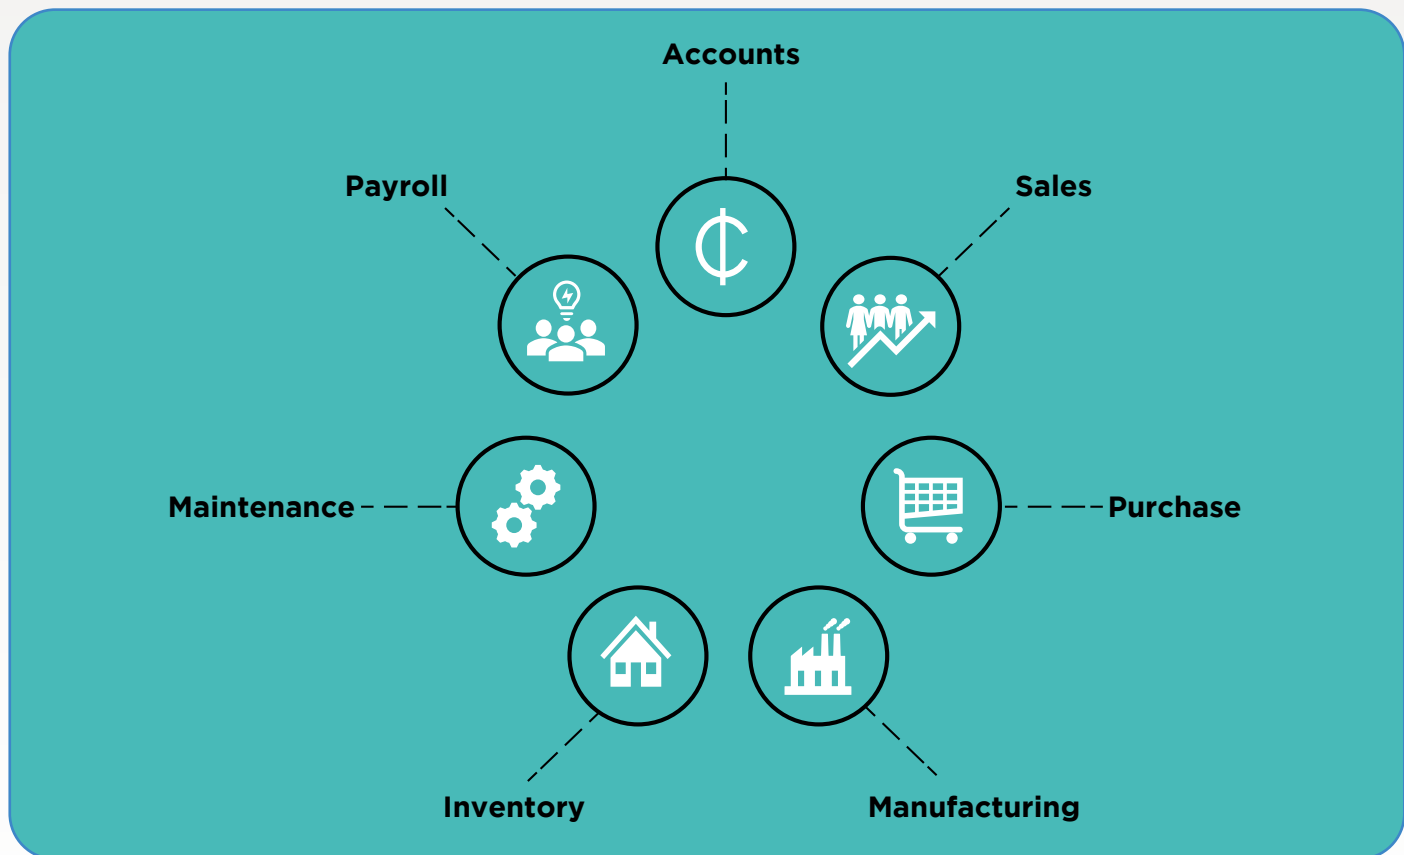 Accounts
Payroll
Sales
Maintenance
Purchase
Inventory
Manufacturing